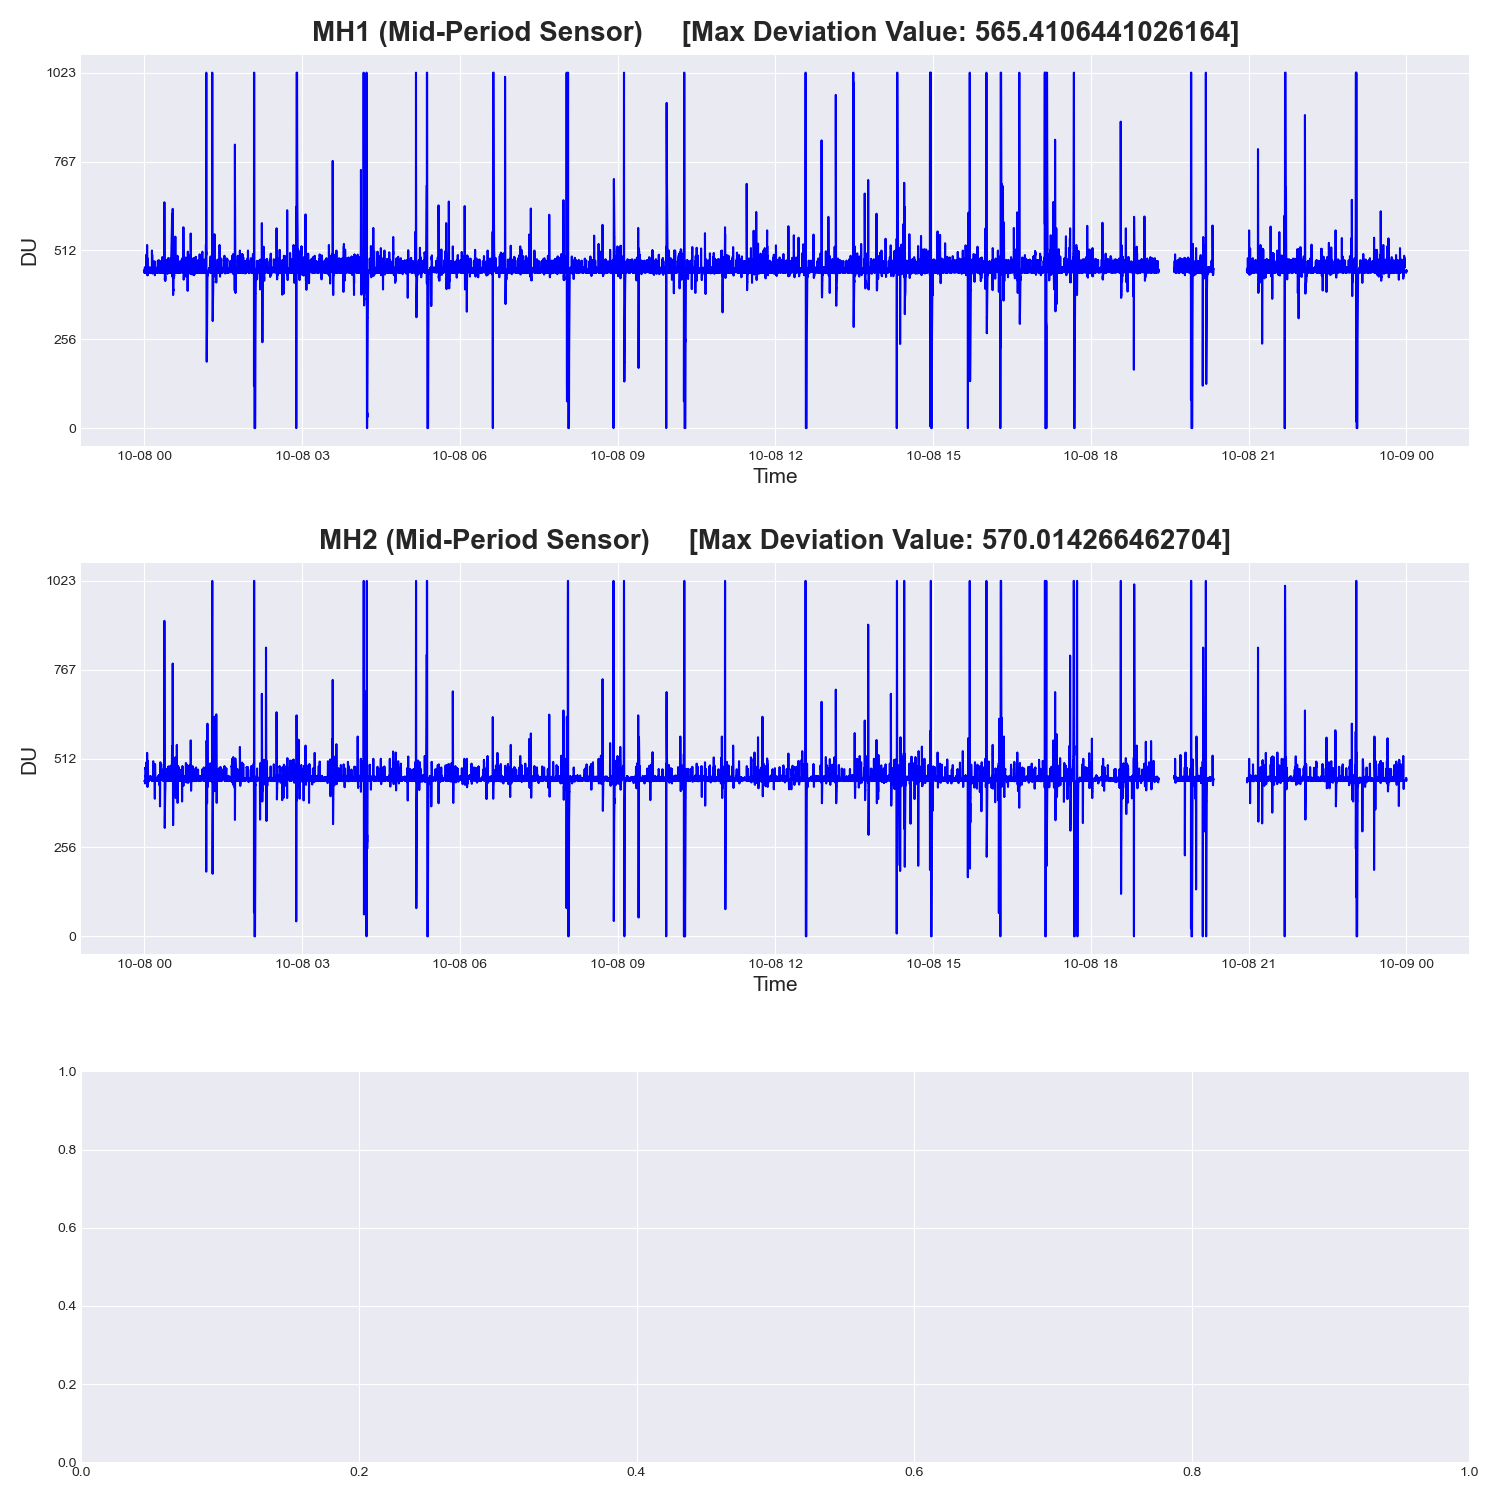 MH1 (Mid-Period Sensor) [Max Deviation Value: 565.4106441026164]
1023
767
512
256
0
DU
10-08 00 10-08 03 10-08 06 10-08 09 10-08 12 10-08 15 10-08 18 10-08 21 10-09 00
Time
MH2 (Mid-Period Sensor) [Max Deviation Value: 570.014266462704]
1023
767
512
256
0
DU
10-08 00 10-08 03 10-08 06 10-08 09 10-08 12 10-08 15 10-08 18 10-08 21 10-09 00
Time
1.0
0.8
0.6
0.4
0.2
0.0
0.0 0.2 0.4 0.6 0.8 1.0